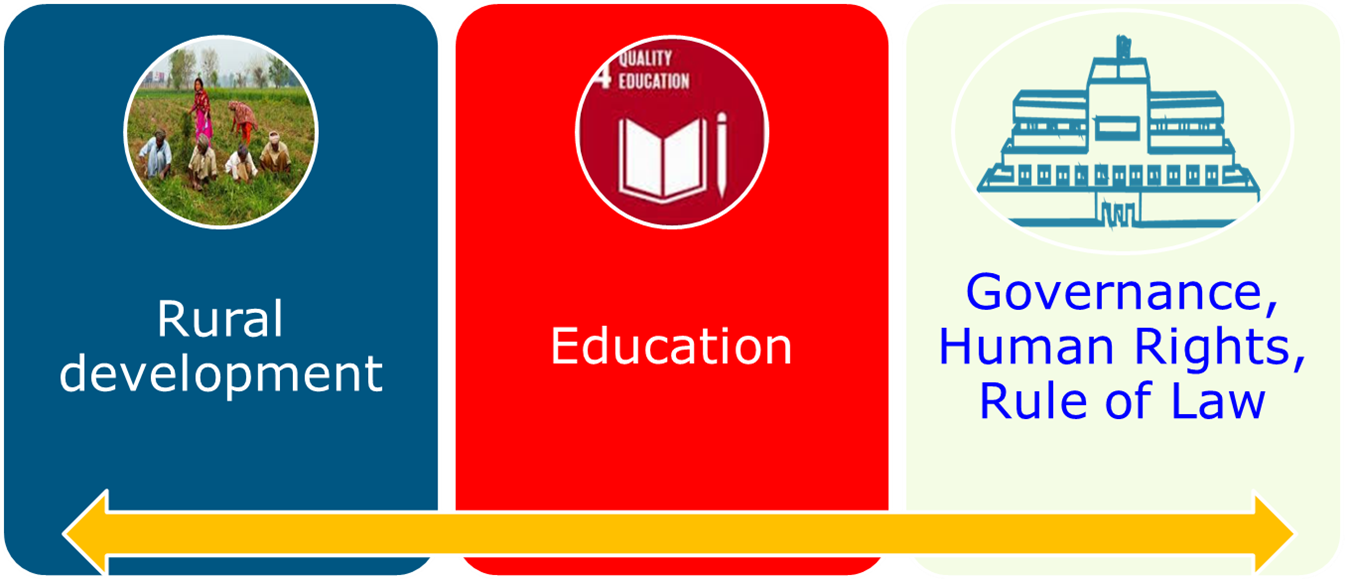 Rural
development
4 QUALITY
EDUCATION
Education
Governance,
Human Rights,
Rule of Law